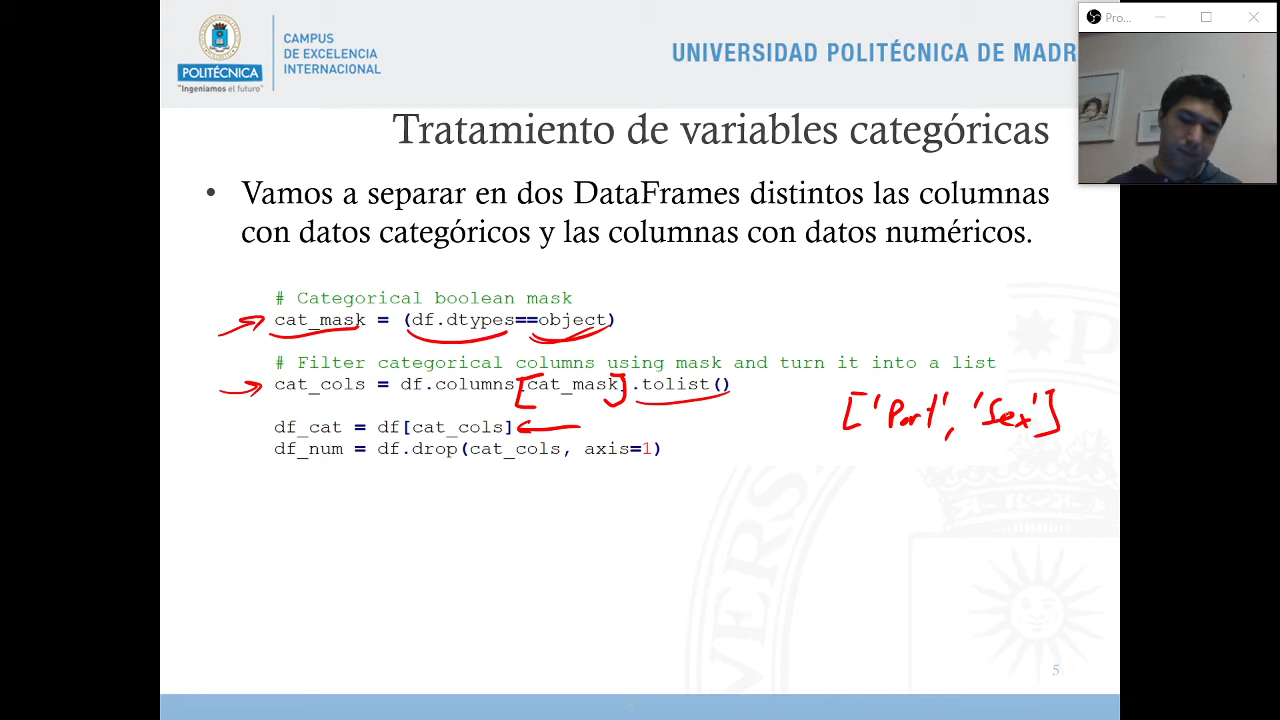 POLITÉCNICA
"Ingeniamos el futuro"
CAMPUS
DE EXCELENCIA
INTERNACIONAL
UNIVERSIDAD POLITÉCNICA DE MADR
Pro...
Tratamiento de variables categóricas
• Vamos a separar en dos DataFrames distintos las columnas
con datos categóricos y las columnas con datos numéricos.
# Categorical boolean mask
cat_mask = (df.dtypes==object)
# Filter categorical columns using mask and turn it into a list
cat_cols = df.columns[cat_mask].tolist()
['Port', 'Sex']
df_cat = df[cat_cols]
df_num = df.drop(cat_cols, axis=1)
VERS
5
5